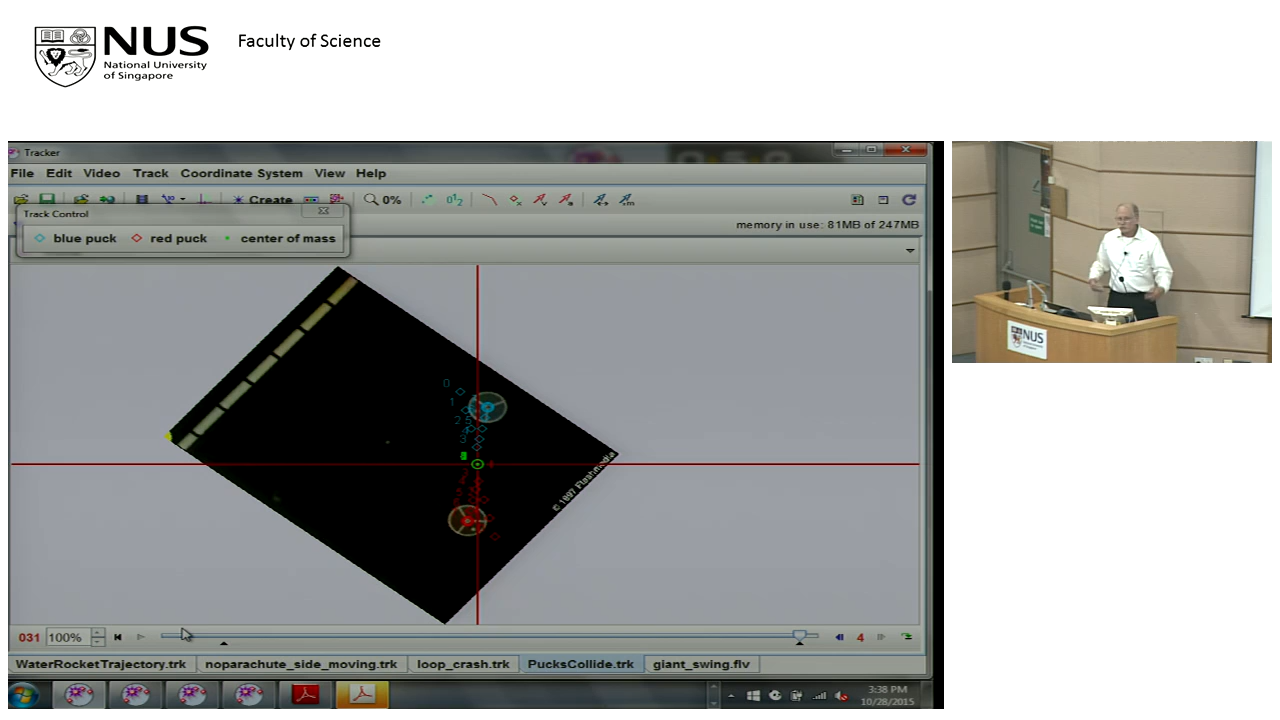 NUS
National University
of Singapore
Faculty of Science
Tracker
File Edit Video Track Coordinate System View Help
Create 0%
Track Control
blue puck red puck center of mass
memory in use: 81MB of 247MB
0
1
2 5
3
© 1997 Flashmedia
031 100% 4
WaterRocketTrajectory.trk noparachute_side_moving.trk loop_crash.trk PucksCollide.trk giant_swing.flv
3:38 PM
10/28/2015
NUS